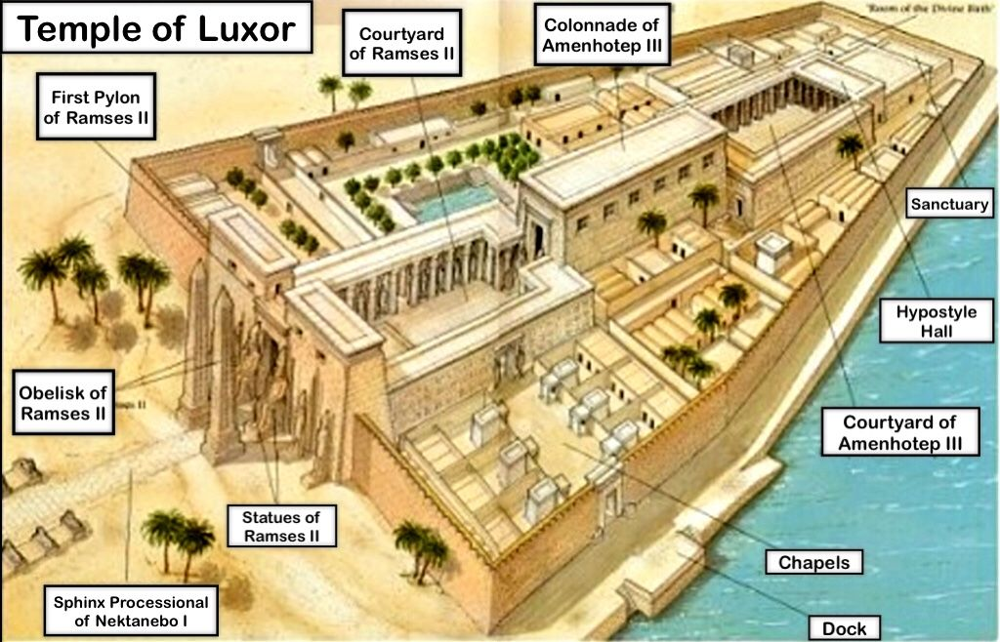 Temple of Luxor
Courtyard
of Ramses II
Colonnade of
Amenhotep III
'Room of the Divine Birth'
First Pylon
of Ramses II
Sanctuary
Hypostyle
Hall
Obelisk of
Ramses II
Courtyard of
Amenhotep III
Statues of
Ramses II
Chapels
Sphinx Processional
of Nektanebo I
Dock